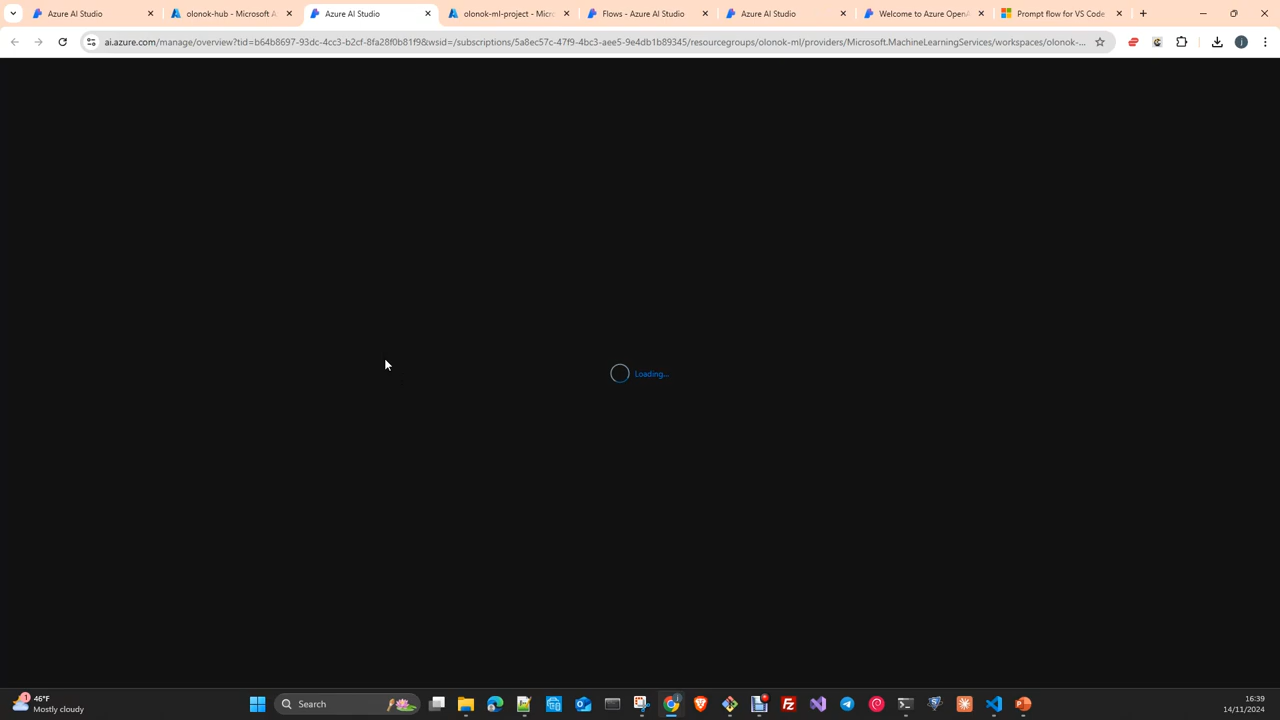 Azure AI Studio
olonok-hub - Microsoft A
Azure AI Studio
olonok-ml-project - Micro
Flows - Azure AI Studio
Azure AI Studio
Welcome to Azure OpenA
Prompt flow for VS Code
ai.azure.com/manage/overview?tid=b64b8697-93dc-4cc3-b2cf-8fa28f0b81f9&wsid=/subscriptions/5a8ec57c-47f9-4bc3-aee5-9e4db1b89345/resourcegroups/olonok-ml/providers/Microsoft.MachineLearningServices/workspaces/olonok-...
Loading...
1
46°F
Mostly cloudy
Search
16:39
14/11/2024